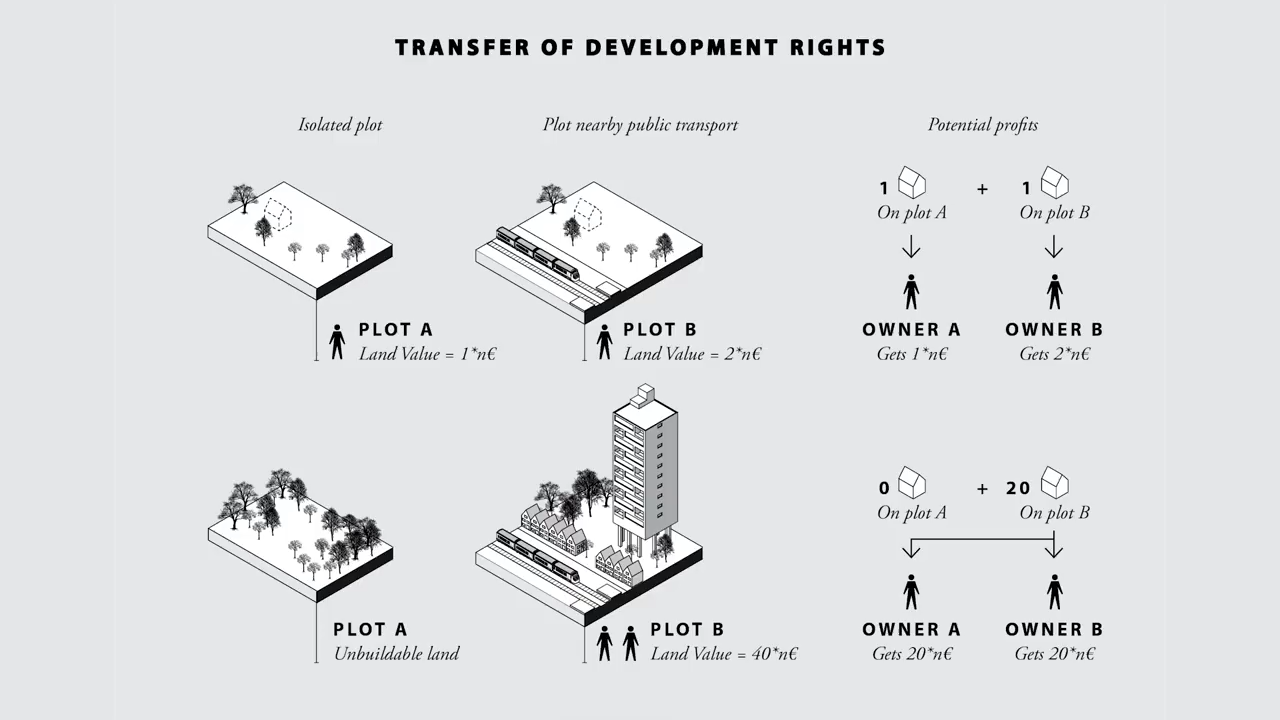 TRANSFER OF DEVELOPMENT RIGHTS
Isolated plot
Plot nearby public transport
Potential profits
1
+
1
On plot A
On plot B
PLOT A
Land Value = 1*n€
PLOT B
Land Value = 2*n€
OWNER A
Gets 1*n€
OWNER B
Gets 2*n€
0
+
20
On plot A
On plot B
PLOT A
Unbuildable land
PLOT B
Land Value = 40*n€
OWNER A
Gets 20*n€
OWNER B
Gets 20*n€